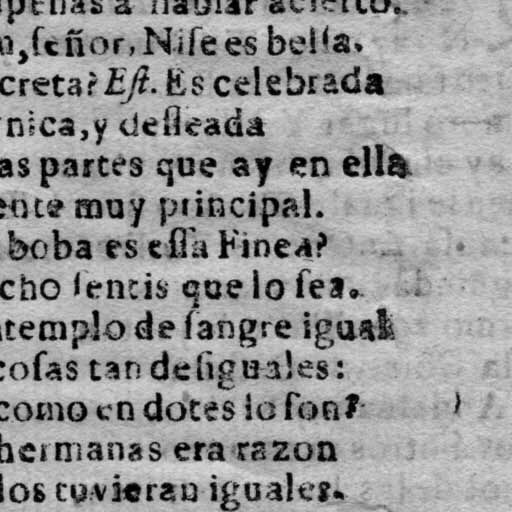 penas a hablar acierto.
n, ſeñor, Niſe es bella.
creta? Eſt. Es celebrada
nica, y deſſeada
as partes que ay en ella
ente muy principal.
boba es eſſa Finea?
cho ſentis que lo ſea.
templo de ſangre igual
coſas tan deſiguales:
como en dotes lo ſon?
hermanas era razon
los tuvieran iguales.